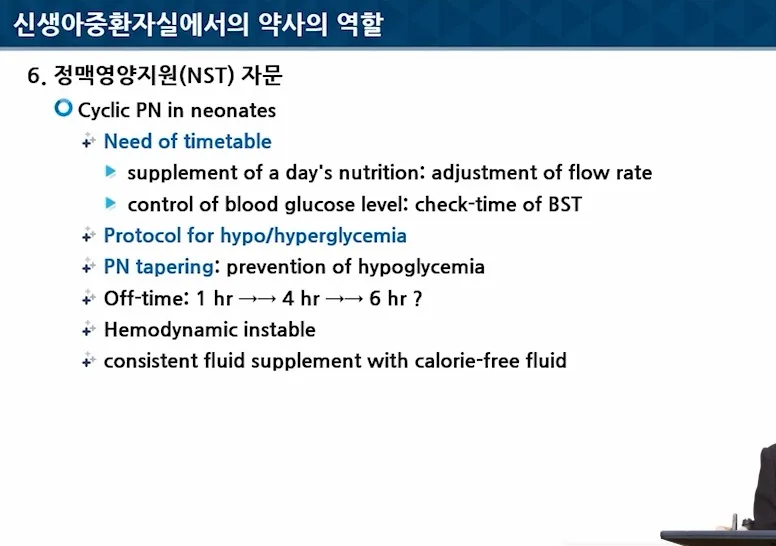 신생아중환자실에서의 약사의 역할
6. 정맥영양지원(NST) 자문
Cyclic PN in neonates
Need of timetable
supplement of a day's nutrition: adjustment of flow rate
control of blood glucose level: check-time of BST
Protocol for hypo/hyperglycemia
PN tapering: prevention of hypoglycemia
Off-time: 1 hr →→ 4 hr →→ 6 hr ?
Hemodynamic instable
consistent fluid supplement with calorie-free fluid